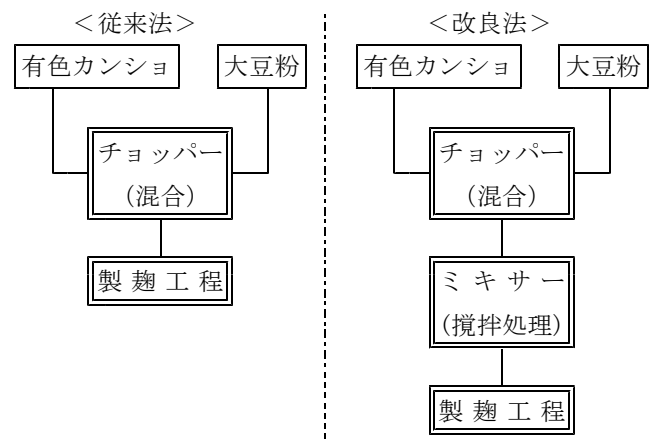 <従来法>
有色カンショ
大豆粉
チョッパー
(混合)
製麹工程
<改良法>
有色カンショ
大豆粉
チョッパー
(混合)
ミキサー
(撹拌処理)
製麹工程